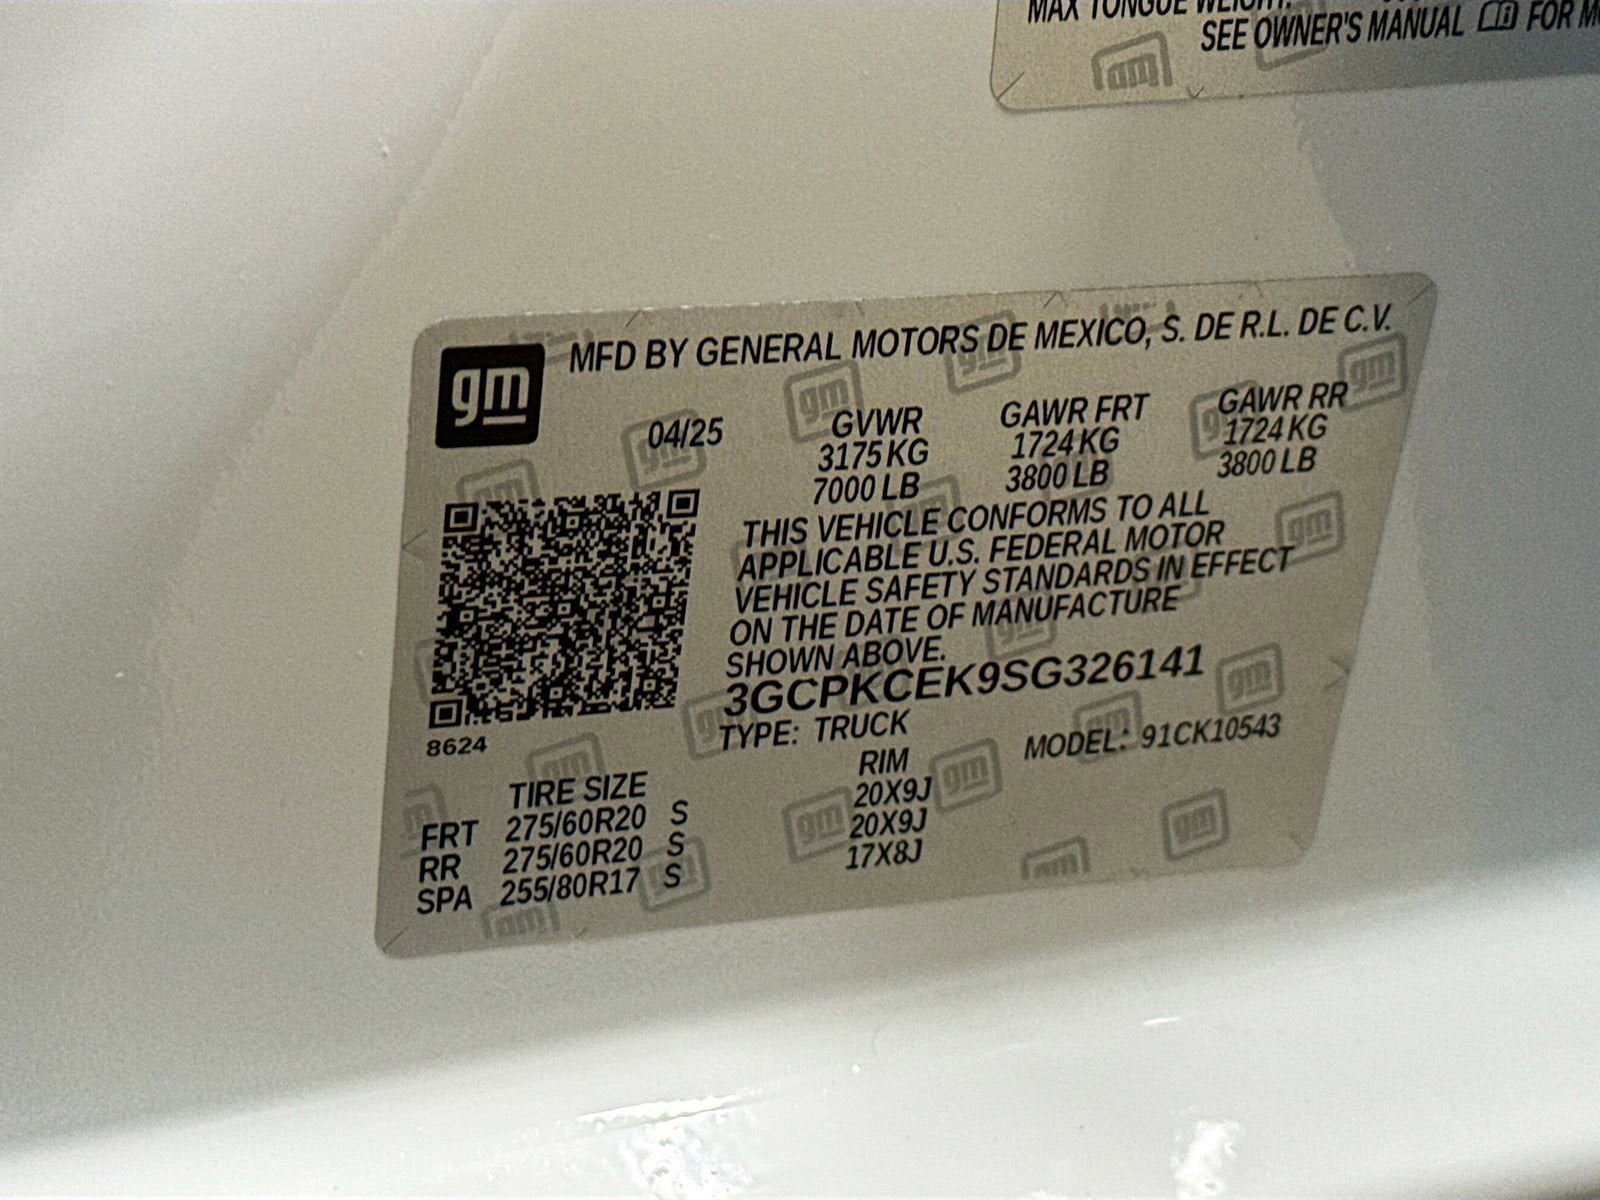 MAX TONGUE WEIGHT:
SEE OWNER'S MANUAL FOR
gm
MFD BY GENERAL MOTORS DE MEXICO, S. DE R.L. DE C.V.
04/25 GVWR GAWR FRT GAWR RR
3175 KG 1724 KG 1724 KG
7000 LB 3800 LB 3800 LB
THIS VEHICLE CONFORMS TO ALL
APPLICABLE U.S. FEDERAL MOTOR
VEHICLE SAFETY STANDARDS IN EFFECT
ON THE DATE OF MANUFACTURE
SHOWN ABOVE.
3GCPKCEK9SG326141
8624
TYPE: TRUCK MODEL: 91CK10543
TIRE SIZE RIM
FRT 275/60R20 S 20X9J
RR 275/60R20 S 20X9J
SPA 255/80R17 S 17X8J